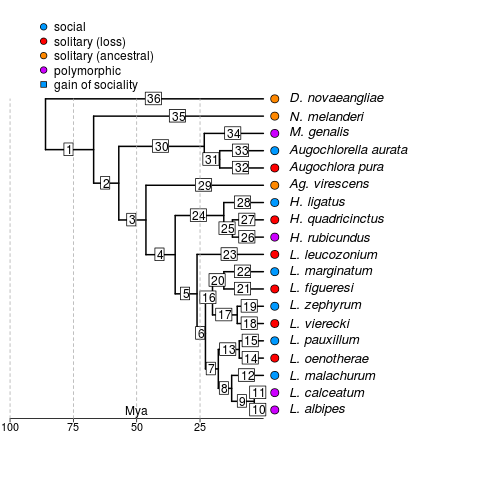 social
solitary (loss)
solitary (ancestral)
polymorphic
gain of sociality
36 D. novaeangliae
35 N. melanderi
34 M. genalis
1 30 33 Augochlorella aurata
31 32 Augochlora pura
2 29 Ag. virescens
28 H. ligatus
3 24 27 H. quadricinctus
25 26 H. rubicundus
4 23 L. leucozonium
22 L. marginatum
20 21 L. figueresi
5 16 19 L. zephyrum
17 18 L. vierecki
6 15 L. pauxillum
13 14 L. oenotherae
7 12 L. malachurum
8 11 L. calceatum
9 10 L. albipes
Mya
100 75 50 25